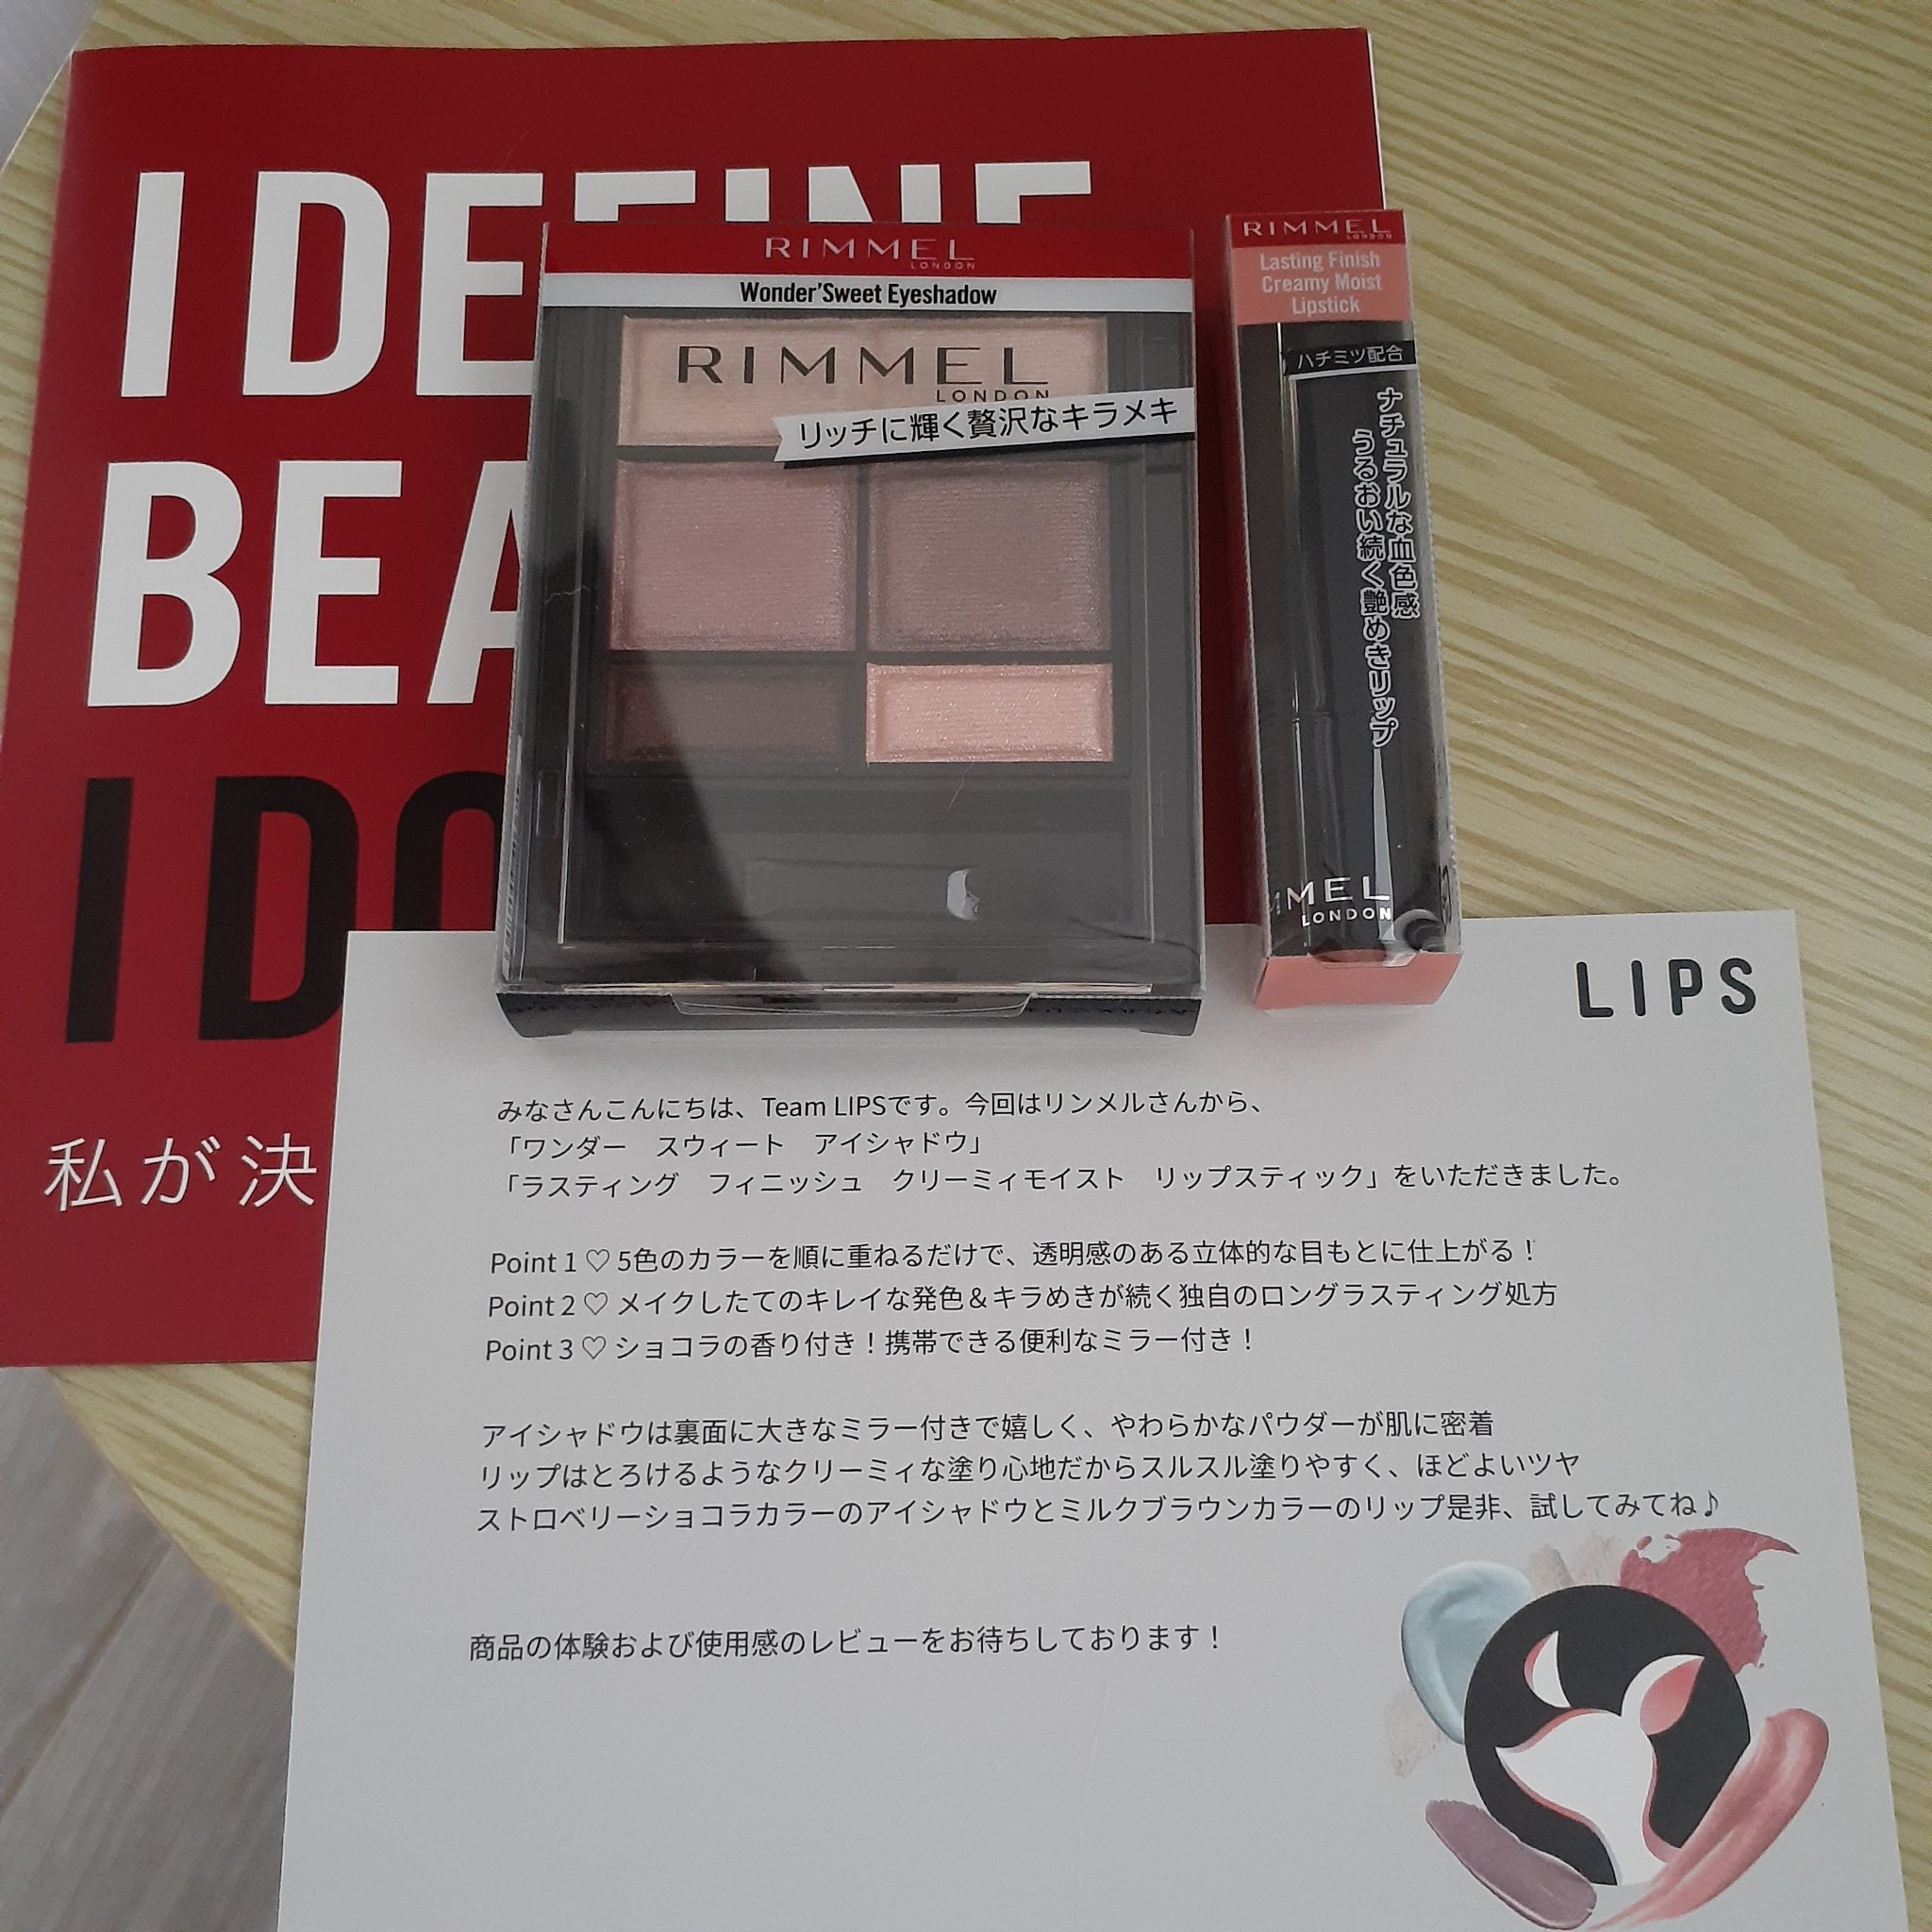 I DEFINE
BEA
I DO
私が決
RIMMEL
LONDON
Wonder'Sweet Eyeshadow
RIMMEL
LONDON
リッチに輝く贅沢なキラメキ
RIMMEL
LONDON
Lasting Finish
Creamy Moist
Lipstick
ハチミツ配合
ナチュラルな血色感
うるおい続く艶めきリップ
MMEL
LONDON
LIPS
みなさんこんにちは、Team LIPSです。今回はリンメルさんから、
「ワンダー　スウィート　アイシャドウ」
「ラスティング　フィニッシュ　クリーミィモイスト　リップスティック」をいただきました。
Point 1 ♡ 5色のカラーを順に重ねるだけで、透明感のある立体的な目もとに仕上がる！
Point 2 ♡ メイクしたてのキレイな発色＆キラめきが続く独自のロングラスティング処方
Point 3 ♡ ショコラの香り付き！携帯できる便利なミラー付き！
アイシャドウは裏面に大きなミラー付きで嬉しく、やわらかなパウダーが肌に密着
リップはとろけるようなクリーミィな塗り心地だからスルスル塗りやすく、ほどよいツヤ
ストロベリーショコラカラーのアイシャドウとミルクブラウンカラーのリップ是非、試してみてね♪
商品の体験および使用感のレビューをお待ちしております！